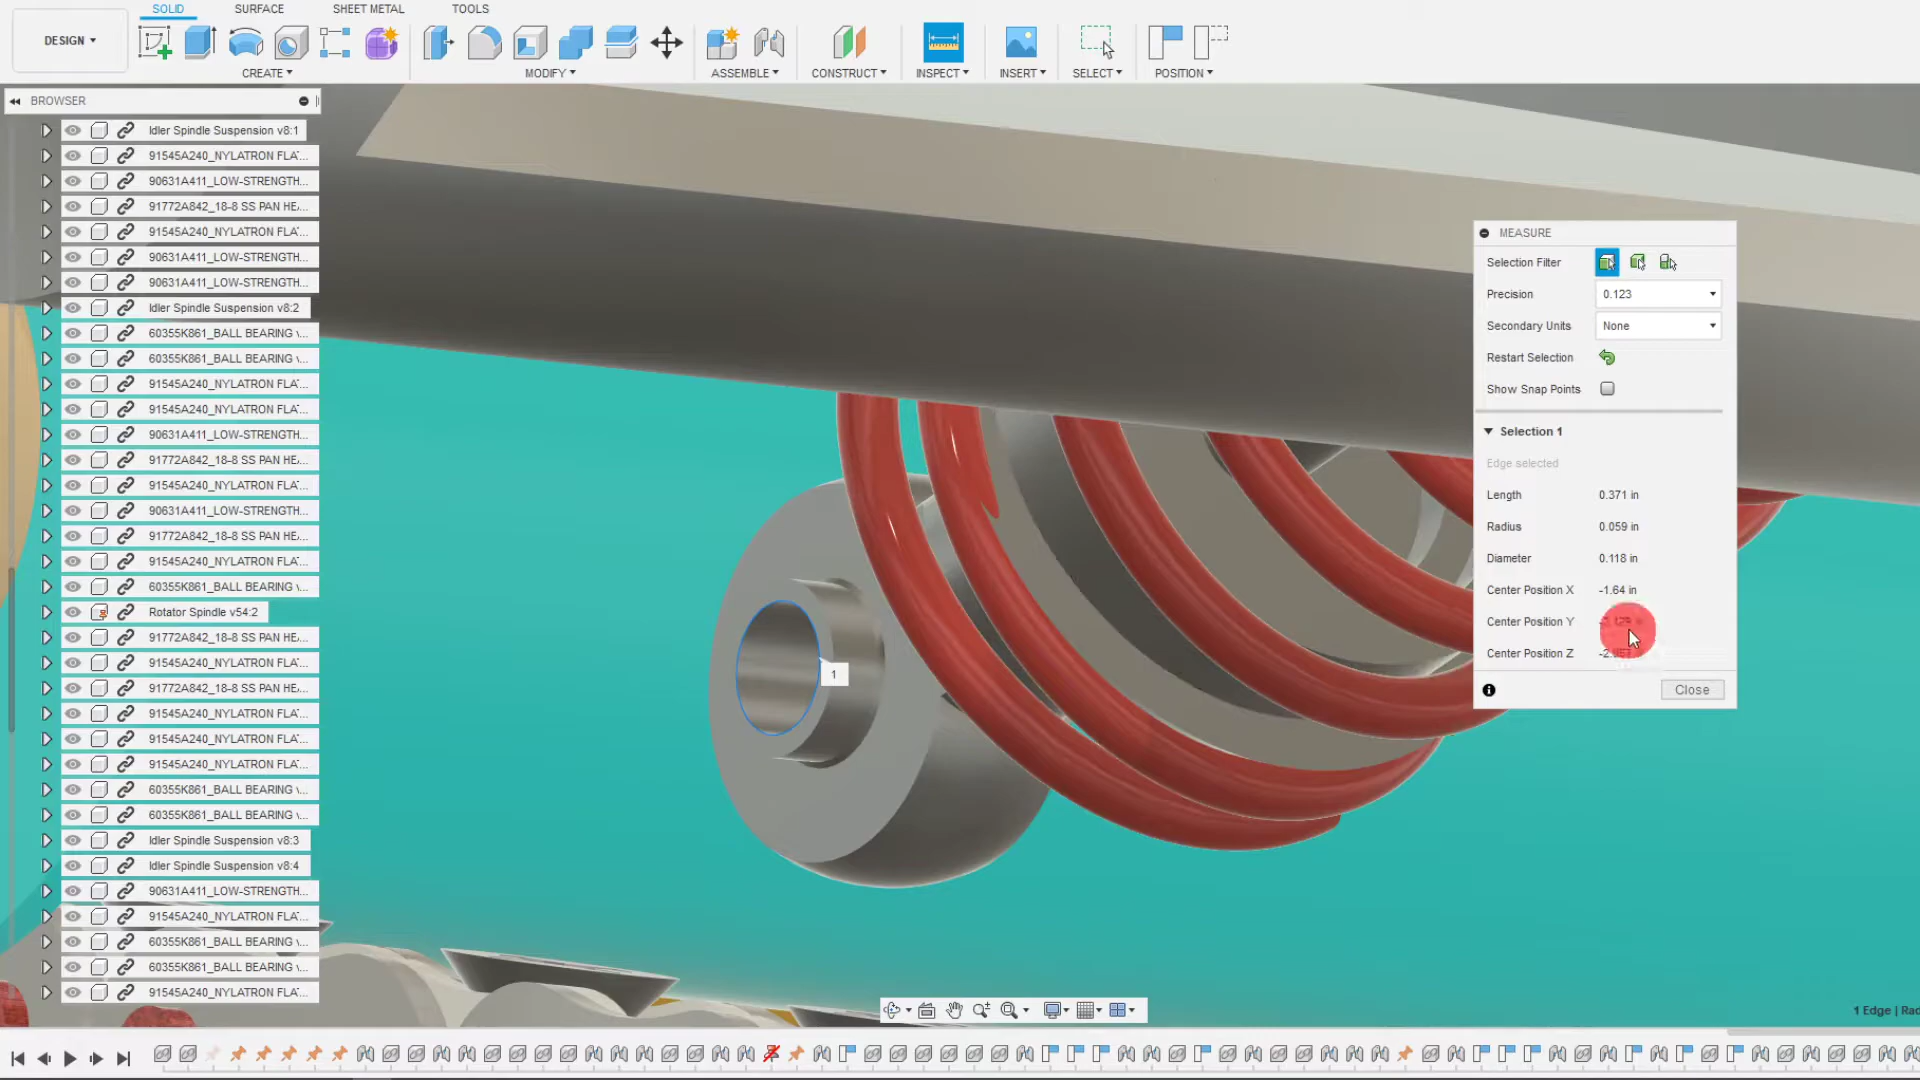 SOLID
SURFACE
SHEET METAL
TOOLS
DESIGN
CREATE
MODIFY
ASSEMBLE
CONSTRUCT
INSPECT
INSERT
SELECT
POSITION
BROWSER
Idler Spindle Suspension v8:1
91545A240_NYLATRON FLAT...
90631A411_LOW-STRENGTH...
91772A842_18-8 SS PAN HE...
91545A240_NYLATRON FLA...
90631A411_LOW-STRENGTH...
90631A411_LOW-STRENGTH...
Idler Spindle Suspension v8:2
60355K861_BALL BEARING v...
60355K861_BALL BEARING v...
91545A240_NYLATRON FLA...
91545A240_NYLATRON FLA...
90631A411_LOW-STRENGTH...
91772A842_18-8 SS PAN HE...
91545A240_NYLATRON FLA...
90631A411_LOW-STRENGTH...
91772A842_18-8 SS PAN HE...
91545A240_NYLATRON FLA...
60355K861_BALL BEARING v...
Rotator Spindle v54:2
91772A842_18-8 SS PAN HE...
91545A240_NYLATRON FLA...
91772A842_18-8 SS PAN HE...
91545A240_NYLATRON FLA...
91545A240_NYLATRON FLA...
91545A240_NYLATRON FLA...
60355K861_BALL BEARING v...
60355K861_BALL BEARING v...
Idler Spindle Suspension v8:3
Idler Spindle Suspension v8:4
90631A411_LOW-STRENGTH...
91545A240_NYLATRON FLA...
60355K861_BALL BEARING v...
60355K861_BALL BEARING v...
91545A240_NYLATRON FLA...
1
MEASURE
Selection Filter
Precision 0.123
Secondary Units None
Restart Selection
Show Snap Points
Selection 1
Edge selected
Length 0.371 in
Radius 0.059 in
Diameter 0.118 in
Center Position X -1.64 in
Center Position Y
Center Position Z
Close
1 Edge | Rad